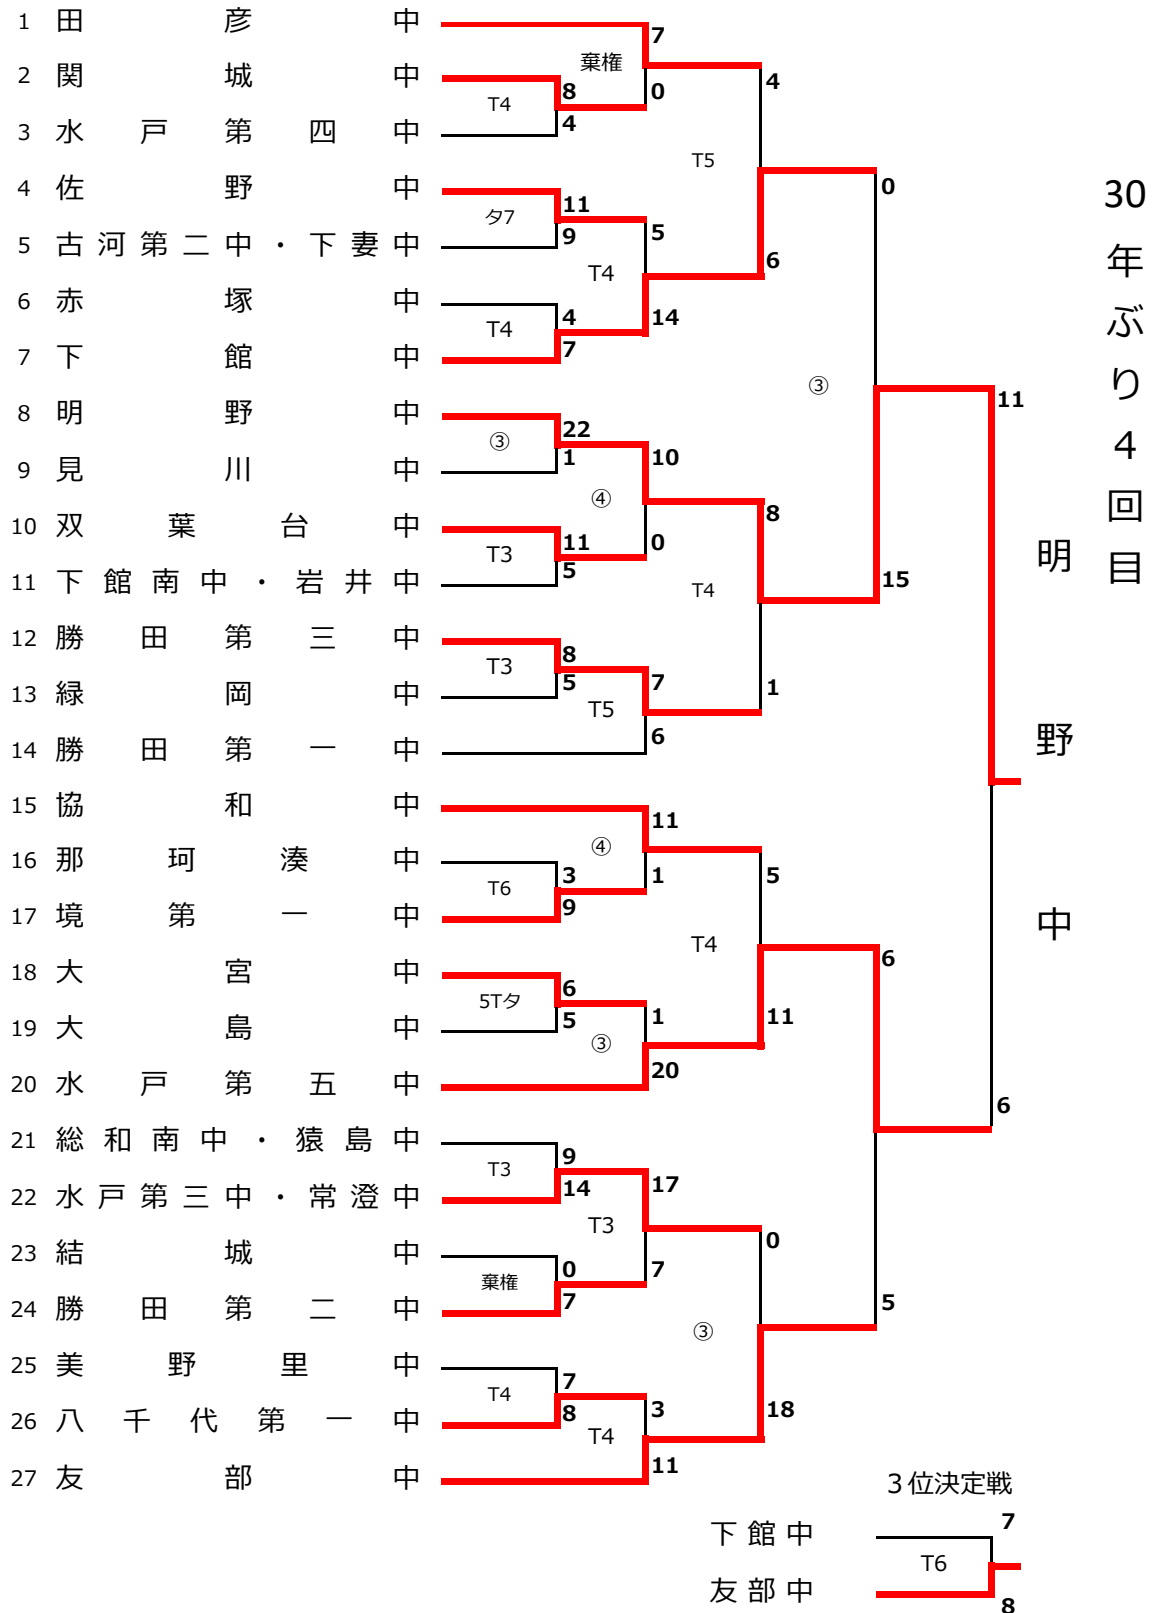 1 田彦中
2 関城中
3 水戸第四中
4 佐野中
5 古河第二中・下妻中
6 赤塚中
7 下館中
8 明野中
9 見川中
10 双葉台中
11 下館南中・岩井中
12 勝田第三中
13 緑岡中
14 勝田第一中
15 協和中
16 那珂湊中
17 境第一中
18 大宮中
19 大島中
20 水戸第五中
21 総和南中・猿島中
22 水戸第三中・常澄中
23 結城中
24 勝田第二中
25 美野里中
26 八千代第一中
27 友部中
T4
8
4
タ7
11
9
T4
4
7
③
22
1
T3
11
5
T3
8
5
T6
3
9
5Tタ
6
5
T3
9
14
棄権
0
7
T4
7
8
棄権
7
0
T4
5
14
④
10
0
T5
7
6
④
11
1
③
1
20
T3
17
7
T4
3
11
T5
4
6
T4
8
1
T4
5
11
③
0
18
③
0
15
6
5
11
6
明野中
30年ぶり4回目
3位決定戦
下館中
7
T6
友部中
8